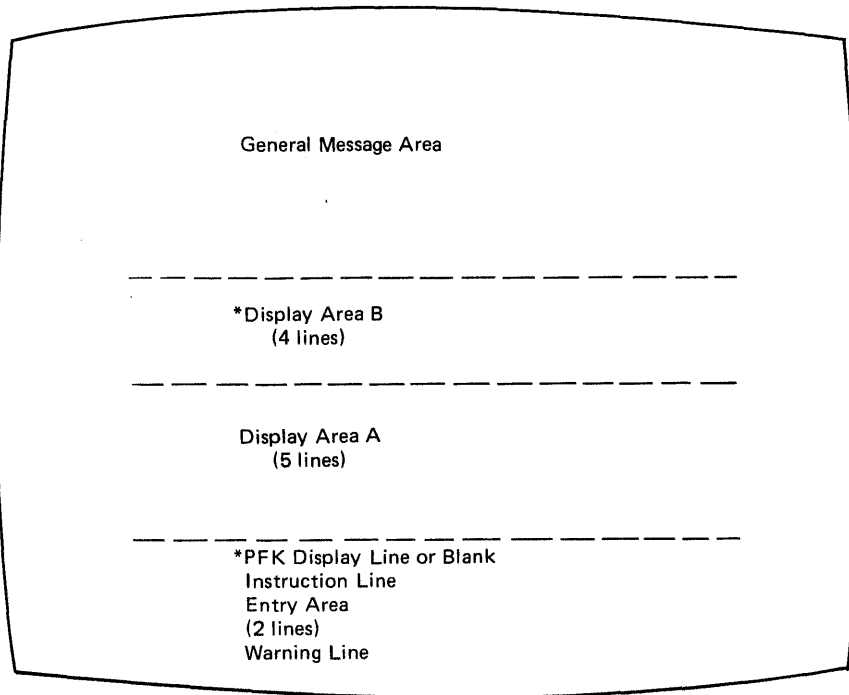 General Message Area
*Display Area B
(4 lines)
Display Area A
(5 lines)
*PFK Display Line or Blank
Instruction Line
Entry Area
(2 lines)
Warning Line